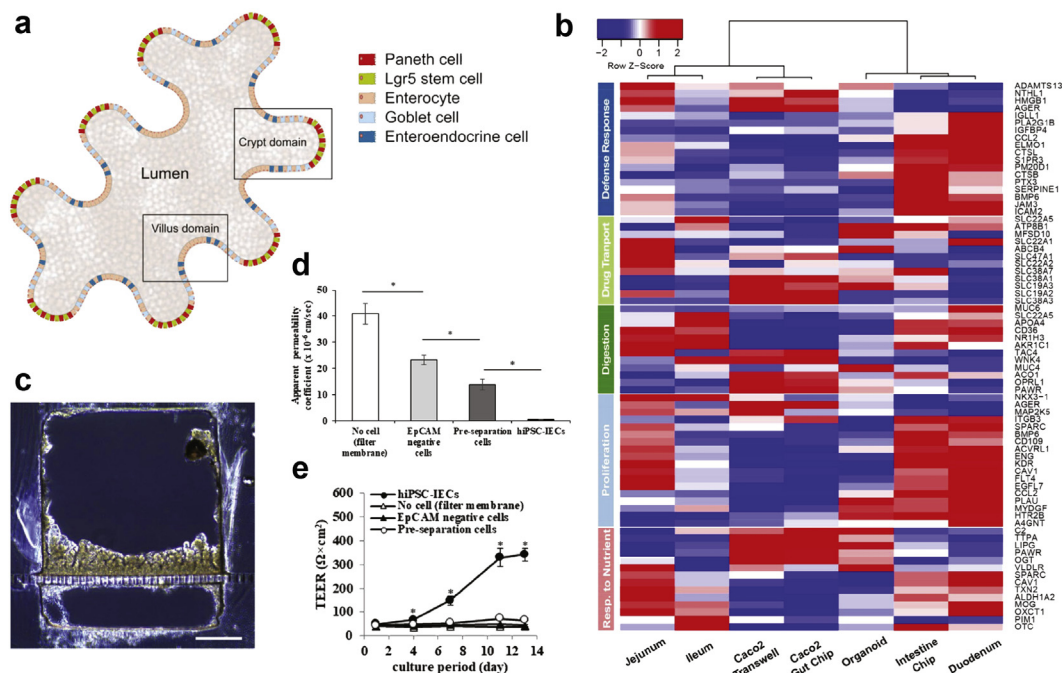 a
Paneth cell
Lgr5 stem cell
Enterocyte
Goblet cell
Enteroendocrine cell
Crypt domain
Lumen
Villus domain
b
-2 0 1 2
Row Z-Score
Defense Response
Drug Tranport
Digestion
Proliferation
Resp. to Nutrient
ADAMTS13
NTHL1
HMGB1
AGER
IGLL1
PLA2G1B
IGFBP4
CCL2
ELMO1
CTSL
S1PR3
PM20D1
CTSB
PTX3
SERPINE1
BMP6
JAM3
ICAM2
SLC22A5
ATP8B1
MFSD10
SLC22A1
ABCB4
SLC47A1
SLC22A2
SLC38A7
SLC38A1
SLC19A3
SLC19A2
SLC38A3
MUC6
SLC22A5
APOA4
CD36
NR1H3
AKR1C1
TAC4
WNK4
MUC4
ACO1
OPRL1
PAWR
NKX3-1
AGER
MAP2K5
ITGB3
SPARC
BMP6
CD109
ACVRL1
ENG
KDR
CAV1
FLT4
EGFL7
CCL2
PLAU
MYDGF
HTR2B
A4GNT
C2
TTPA
LIPG
PAWR
OGT
VLDLR
SPARC
CAV1
TXN2
ALDH1A2
MOG
OXCT1
PIM1
OTC
Jejunum
Ileum
Caco2
Transwell
Caco2
Gut Chip
Organoid
Intestine
Chip
Duodenum
c
d
Apparent permeability
coefficient (x 10⁻⁶ cm/sec)
50
40
30
20
10
0
*
*
*
No cell
(filter
membrane)
EpCAM
negative
cells
Pre-separation
cells
hiPSC-IECs
e
TEER (Ω×cm²)
600
500
400
300
200
100
0
hiPSC-IECs
No cell (filter membrane)
EpCAM negative cells
Pre-separation cells
*
*
*
*
0 1 2 3 4 5 6 7 8 9 10 11 12 13 14
culture period (day)